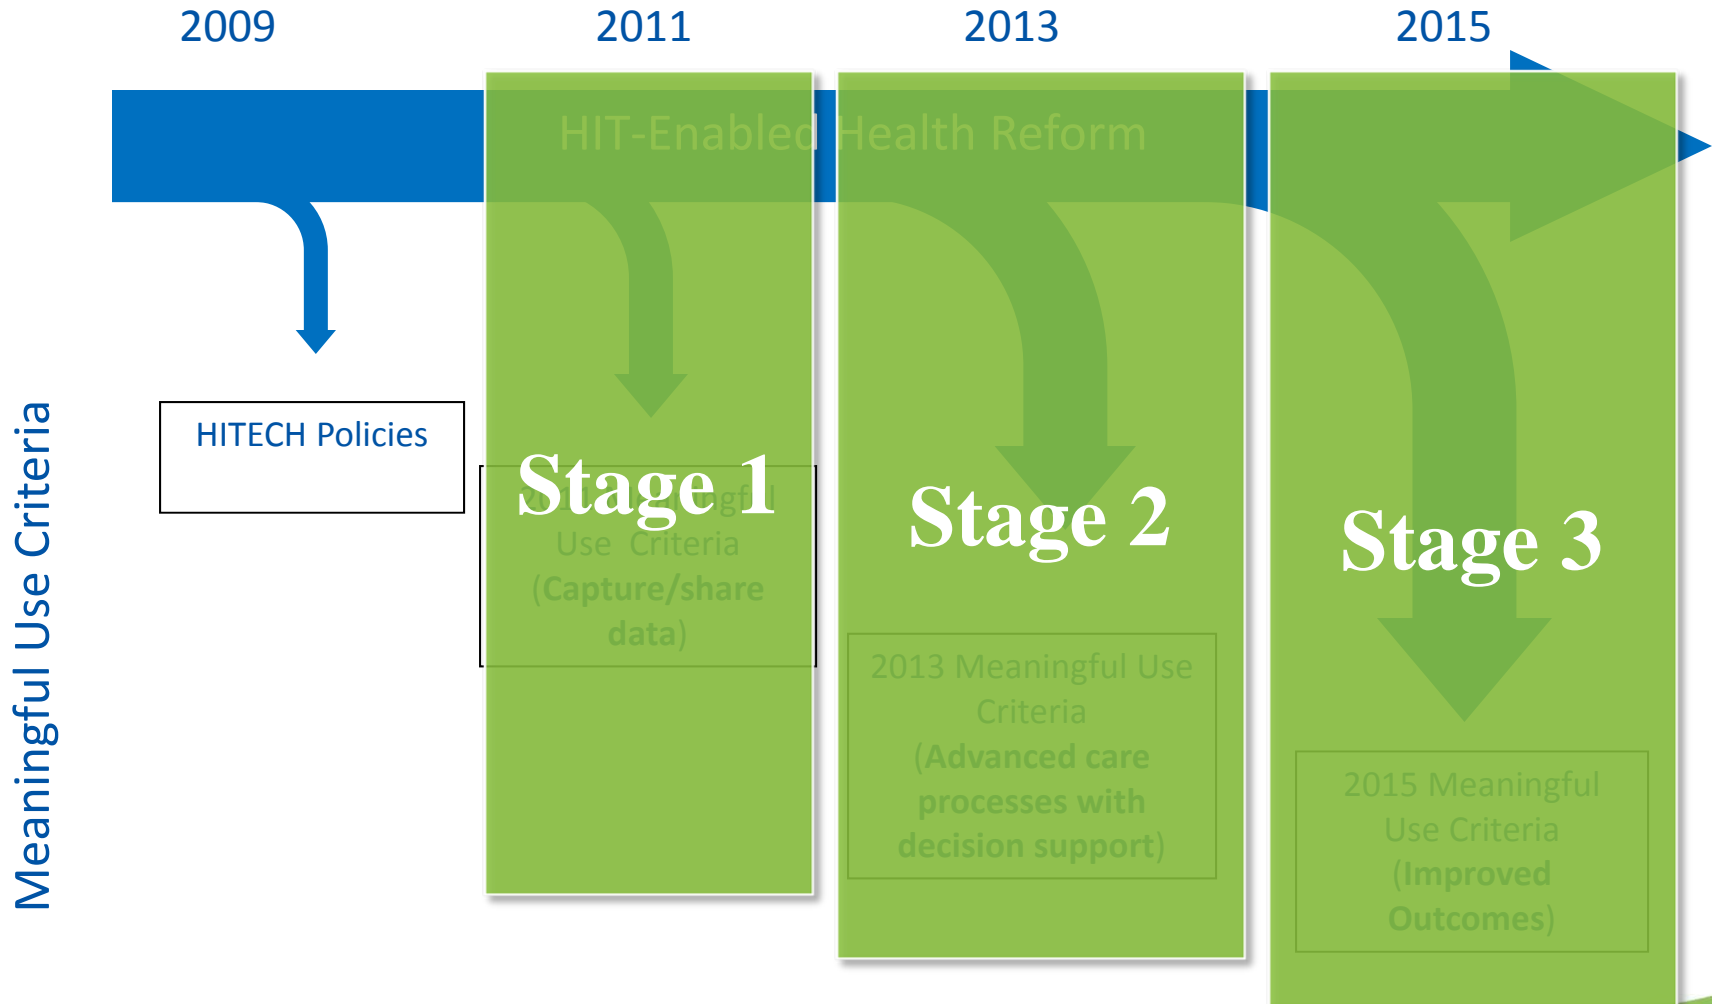 2009
2011
2013
2015
HIT-Enabled Health Reform
Meaningful Use Criteria
HITECH Policies
Stage 1
2011 Meaningful
Use Criteria
(Capture/share
data)
Stage 2
2013 Meaningful Use
Criteria
(Advanced care
processes with
decision support)
Stage 3
2015 Meaningful
Use Criteria
(Improved
Outcomes)